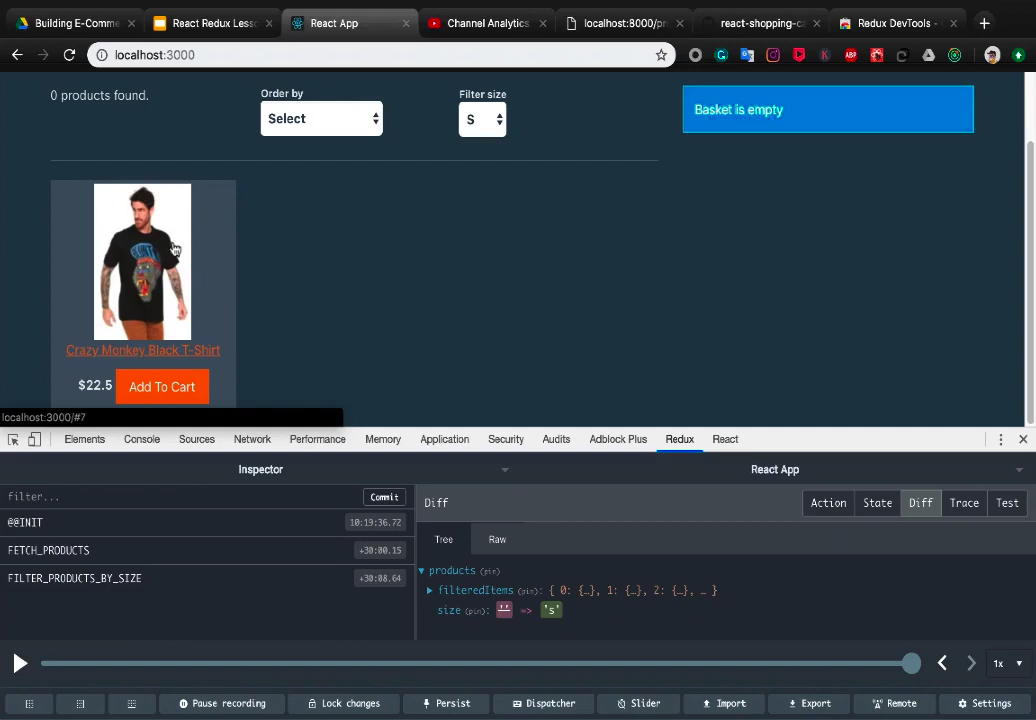 Building E-Comme
React Redux Less
React App
Channel Analytics
localhost:8000/pr
react-shopping-ca
Redux DevTools -
localhost:3000
ABP
0 products found.
Order by
Select
Filter size
S
Basket is empty
Crazy Monkey Black T-Shirt
$22.5
Add To Cart
localhost:3000/#7
Elements
Console
Sources
Network
Performance
Memory
Application
Security
Audits
Adblock Plus
Redux
React
Inspector
React App
filter...
Commit
Diff
Action
State
Diff
Trace
Test
@@INIT
10:19:36.72
Tree
Raw
FETCH_PRODUCTS
+30:00.15
FILTER_PRODUCTS_BY_SIZE
+30:08.64
products (pin)
filteredItems (pin): { 0: {…}, 1: {…}, 2: {…}, … }
size (pin): '' => 's'
1x
Pause recording
Lock changes
Persist
Dispatcher
Slider
Import
Export
Remote
Settings